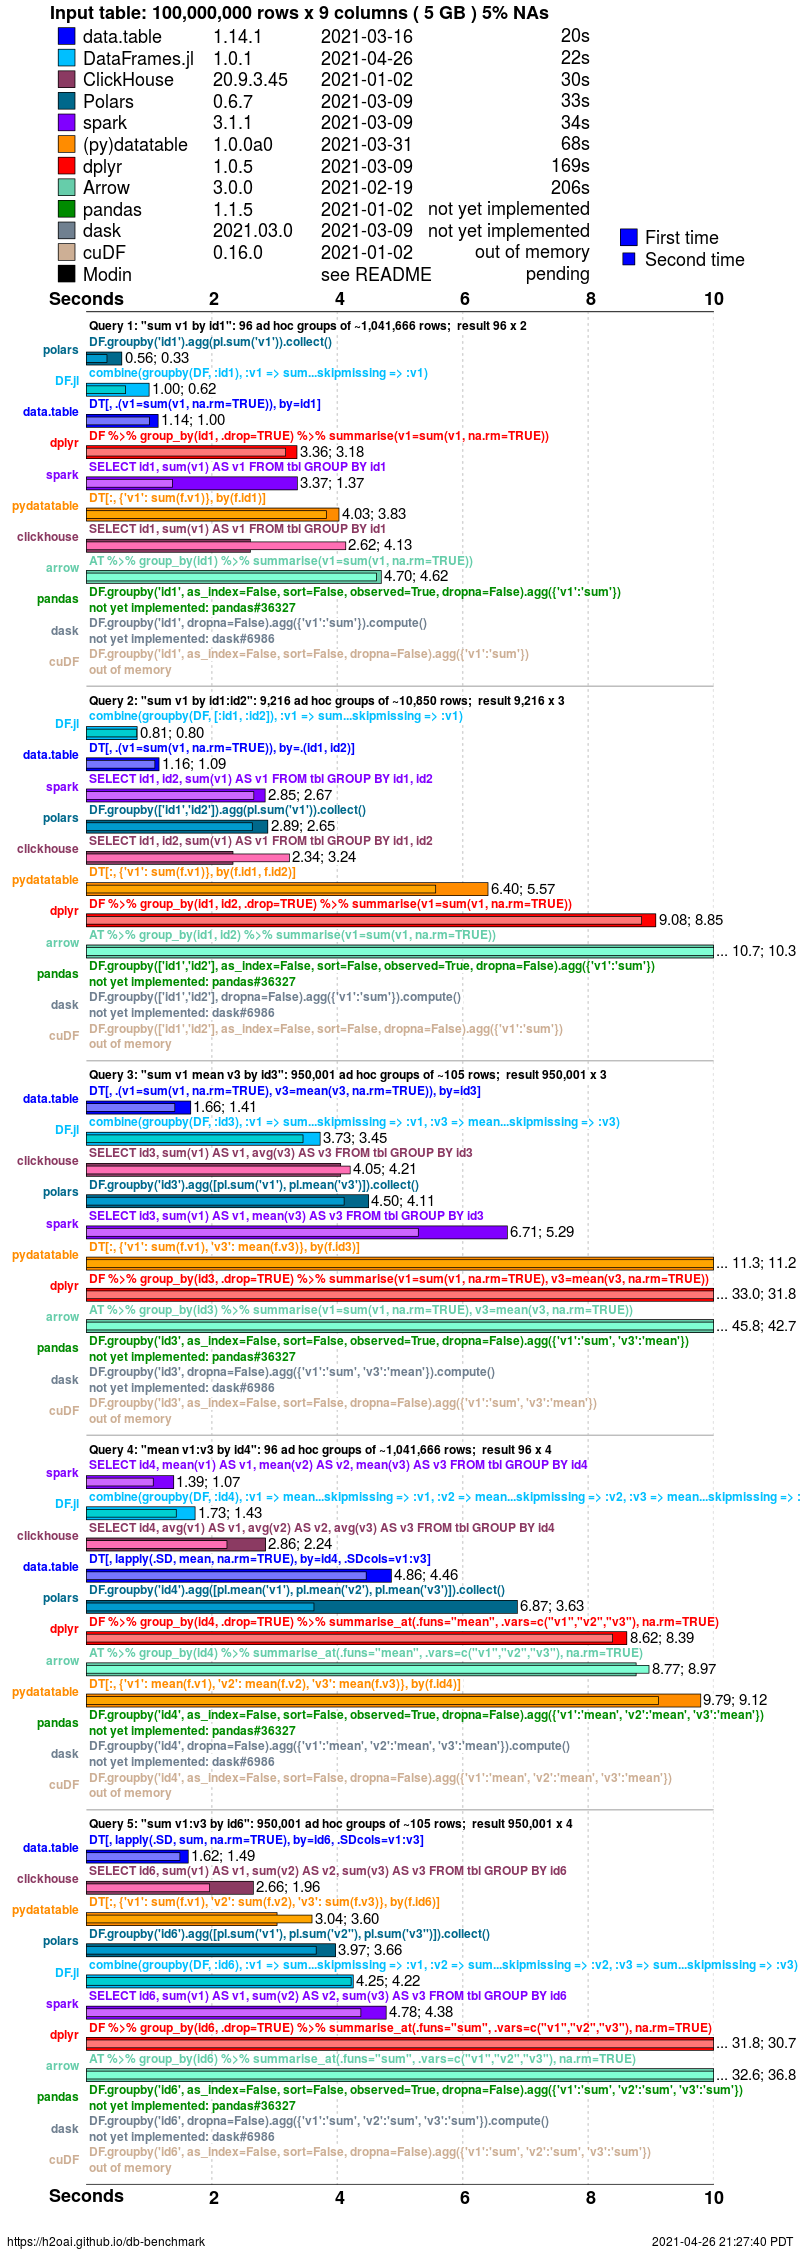 Input table: 100,000,000 rows x 9 columns ( 5 GB ) 5% NAs
data.table 1.14.1 2021-03-16 20s
DataFrames.jl 1.0.1 2021-04-26 22s
ClickHouse 20.9.3.45 2021-01-02 30s
Polars 0.6.7 2021-03-09 33s
spark 3.1.1 2021-03-09 34s
(py)datatable 1.0.0a0 2021-03-31 68s
dplyr 1.0.5 2021-03-09 169s
Arrow 3.0.0 2021-02-19 206s
pandas 1.1.5 2021-01-02 not yet implemented
dask 2021.03.0 2021-03-09 not yet implemented
cuDF 0.16.0 2021-01-02 out of memory
Modin see README pending
First time
Second time
Seconds 2 4 6 8 10
Query 1: "sum v1 by id1": 96 ad hoc groups of ~1,041,666 rows;  result 96 x 2
DF.groupby('id1').agg(pl.sum('v1')).collect()
polars 0.56; 0.33
combine(groupby(DF, :id1), :v1 => sum...skipmissing => :v1)
DF.jl 1.00; 0.62
DT[, .(v1=sum(v1, na.rm=TRUE)), by=id1]
data.table 1.14; 1.00
DF %>% group_by(id1, .drop=TRUE) %>% summarise(v1=sum(v1, na.rm=TRUE))
dplyr 3.36; 3.18
SELECT id1, sum(v1) AS v1 FROM tbl GROUP BY id1
spark 3.37; 1.37
DT[:, {'v1': sum(f.v1)}, by(f.id1)]
pydatatable 4.03; 3.83
SELECT id1, sum(v1) AS v1 FROM tbl GROUP BY id1
clickhouse 2.62; 4.13
AT %>% group_by(id1) %>% summarise(v1=sum(v1, na.rm=TRUE))
arrow 4.70; 4.62
DF.groupby('id1', as_index=False, sort=False, observed=True, dropna=False).agg({'v1':'sum'})
pandas not yet implemented: pandas#36327
DF.groupby('id1', dropna=False).agg({'v1':'sum'}).compute()
dask not yet implemented: dask#6986
DF.groupby('id1', as_index=False, sort=False, dropna=False).agg({'v1':'sum'})
cuDF out of memory
Query 2: "sum v1 by id1:id2": 9,216 ad hoc groups of ~10,850 rows;  result 9,216 x 3
combine(groupby(DF, [:id1, :id2]), :v1 => sum...skipmissing => :v1)
DF.jl 0.81; 0.80
DT[, .(v1=sum(v1, na.rm=TRUE)), by=.(id1, id2)]
data.table 1.16; 1.09
SELECT id1, id2, sum(v1) AS v1 FROM tbl GROUP BY id1, id2
spark 2.85; 2.67
DF.groupby(['id1','id2']).agg(pl.sum('v1')).collect()
polars 2.89; 2.65
SELECT id1, id2, sum(v1) AS v1 FROM tbl GROUP BY id1, id2
clickhouse 2.34; 3.24
DT[:, {'v1': sum(f.v1)}, by(f.id1, f.id2)]
pydatatable 6.40; 5.57
DF %>% group_by(id1, id2, .drop=TRUE) %>% summarise(v1=sum(v1, na.rm=TRUE))
dplyr 9.08; 8.85
AT %>% group_by(id1, id2) %>% summarise(v1=sum(v1, na.rm=TRUE))
arrow ... 10.7; 10.3
DF.groupby(['id1','id2'], as_index=False, sort=False, observed=True, dropna=False).agg({'v1':'sum'})
pandas not yet implemented: pandas#36327
DF.groupby(['id1','id2'], dropna=False).agg({'v1':'sum'}).compute()
dask not yet implemented: dask#6986
DF.groupby(['id1','id2'], as_index=False, sort=False, dropna=False).agg({'v1':'sum'})
cuDF out of memory
Query 3: "sum v1 mean v3 by id3": 950,001 ad hoc groups of ~105 rows;  result 950,001 x 3
DT[, .(v1=sum(v1, na.rm=TRUE), v3=mean(v3, na.rm=TRUE)), by=id3]
data.table 1.66; 1.41
combine(groupby(DF, :id3), :v1 => sum...skipmissing => :v1, :v3 => mean...skipmissing => :v3)
DF.jl 3.73; 3.45
SELECT id3, sum(v1) AS v1, avg(v3) AS v3 FROM tbl GROUP BY id3
clickhouse 4.05; 4.21
DF.groupby('id3').agg([pl.sum('v1'), pl.mean('v3')]).collect()
polars 4.50; 4.11
SELECT id3, sum(v1) AS v1, mean(v3) AS v3 FROM tbl GROUP BY id3
spark 6.71; 5.29
DT[:, {'v1': sum(f.v1), 'v3': mean(f.v3)}, by(f.id3)]
pydatatable ... 11.3; 11.2
DF %>% group_by(id3, .drop=TRUE) %>% summarise(v1=sum(v1, na.rm=TRUE), v3=mean(v3, na.rm=TRUE))
dplyr ... 33.0; 31.8
AT %>% group_by(id3) %>% summarise(v1=sum(v1, na.rm=TRUE), v3=mean(v3, na.rm=TRUE))
arrow ... 45.8; 42.7
DF.groupby('id3', as_index=False, sort=False, observed=True, dropna=False).agg({'v1':'sum', 'v3':'mean'})
pandas not yet implemented: pandas#36327
DF.groupby('id3', dropna=False).agg({'v1':'sum', 'v3':'mean'}).compute()
dask not yet implemented: dask#6986
DF.groupby('id3', as_index=False, sort=False, dropna=False).agg({'v1':'sum', 'v3':'mean'})
cuDF out of memory
Query 4: "mean v1:v3 by id4": 96 ad hoc groups of ~1,041,666 rows;  result 96 x 4
SELECT id4, mean(v1) AS v1, mean(v2) AS v2, mean(v3) AS v3 FROM tbl GROUP BY id4
spark 1.39; 1.07
combine(groupby(DF, :id4), :v1 => mean...skipmissing => :v1, :v2 => mean...skipmissing => :v2, :v3 => mean...skipmissing => :
DF.jl 1.73; 1.43
SELECT id4, avg(v1) AS v1, avg(v2) AS v2, avg(v3) AS v3 FROM tbl GROUP BY id4
clickhouse 2.86; 2.24
DT[, lapply(.SD, mean, na.rm=TRUE), by=id4, .SDcols=v1:v3]
data.table 4.86; 4.46
DF.groupby('id4').agg([pl.mean('v1'), pl.mean('v2'), pl.mean('v3')]).collect()
polars 6.87; 3.63
DF %>% group_by(id4, .drop=TRUE) %>% summarise_at(.funs="mean", .vars=c("v1","v2","v3"), na.rm=TRUE)
dplyr 8.62; 8.39
AT %>% group_by(id4) %>% summarise_at(.funs="mean", .vars=c("v1","v2","v3"), na.rm=TRUE)
arrow 8.77; 8.97
DT[:, {'v1': mean(f.v1), 'v2': mean(f.v2), 'v3': mean(f.v3)}, by(f.id4)]
pydatatable 9.79; 9.12
DF.groupby('id4', as_index=False, sort=False, observed=True, dropna=False).agg({'v1':'mean', 'v2':'mean', 'v3':'mean'})
pandas not yet implemented: pandas#36327
DF.groupby('id4', dropna=False).agg({'v1':'mean', 'v2':'mean', 'v3':'mean'}).compute()
dask not yet implemented: dask#6986
DF.groupby('id4', as_index=False, sort=False, dropna=False).agg({'v1':'mean', 'v2':'mean', 'v3':'mean'})
cuDF out of memory
Query 5: "sum v1:v3 by id6": 950,001 ad hoc groups of ~105 rows;  result 950,001 x 4
DT[, lapply(.SD, sum, na.rm=TRUE), by=id6, .SDcols=v1:v3]
data.table 1.62; 1.49
SELECT id6, sum(v1) AS v1, sum(v2) AS v2, sum(v3) AS v3 FROM tbl GROUP BY id6
clickhouse 2.66; 1.96
DT[:, {'v1': sum(f.v1), 'v2': sum(f.v2), 'v3': sum(f.v3)}, by(f.id6)]
pydatatable 3.04; 3.60
DF.groupby('id6').agg([pl.sum('v1'), pl.sum('v2''), pl.sum('v3'')]).collect()
polars 3.97; 3.66
combine(groupby(DF, :id6), :v1 => sum...skipmissing => :v1, :v2 => sum...skipmissing => :v2, :v3 => sum...skipmissing => :v3)
DF.jl 4.25; 4.22
SELECT id6, sum(v1) AS v1, sum(v2) AS v2, sum(v3) AS v3 FROM tbl GROUP BY id6
spark 4.78; 4.38
DF %>% group_by(id6, .drop=TRUE) %>% summarise_at(.funs="sum", .vars=c("v1","v2","v3"), na.rm=TRUE)
dplyr ... 31.8; 30.7
AT %>% group_by(id6) %>% summarise_at(.funs="sum", .vars=c("v1","v2","v3"), na.rm=TRUE)
arrow ... 32.6; 36.8
DF.groupby('id6', as_index=False, sort=False, observed=True, dropna=False).agg({'v1':'sum', 'v2':'sum', 'v3':'sum'})
pandas not yet implemented: pandas#36327
DF.groupby('id6', dropna=False).agg({'v1':'sum', 'v2':'sum', 'v3':'sum'}).compute()
dask not yet implemented: dask#6986
DF.groupby('id6', as_index=False, sort=False, dropna=False).agg({'v1':'sum', 'v2':'sum', 'v3':'sum'})
cuDF out of memory
Seconds 2 4 6 8 10
https://h2oai.github.io/db-benchmark 2021-04-26 21:27:40 PDT